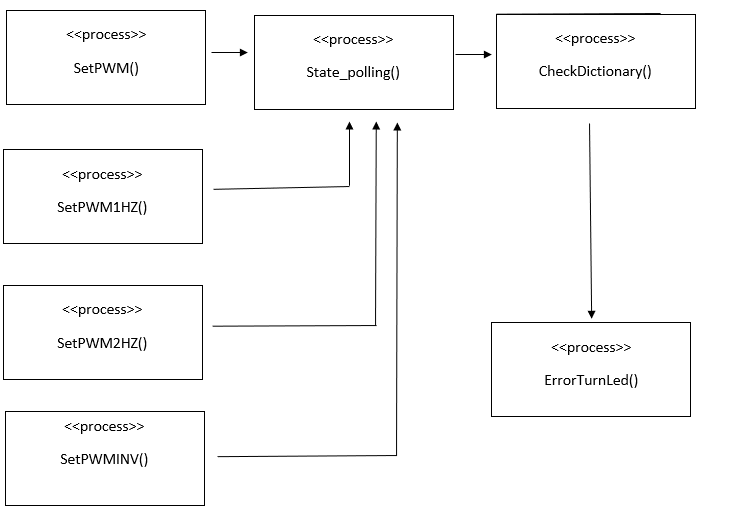 <<process>>
SetPWM()
<<process>>
State_polling()
<<process>>
CheckDictionary()
<<process>>
SetPWM1HZ()
<<process>>
SetPWM2HZ()
<<process>>
ErrorTurnLed()
<<process>>
SetPWMINV()